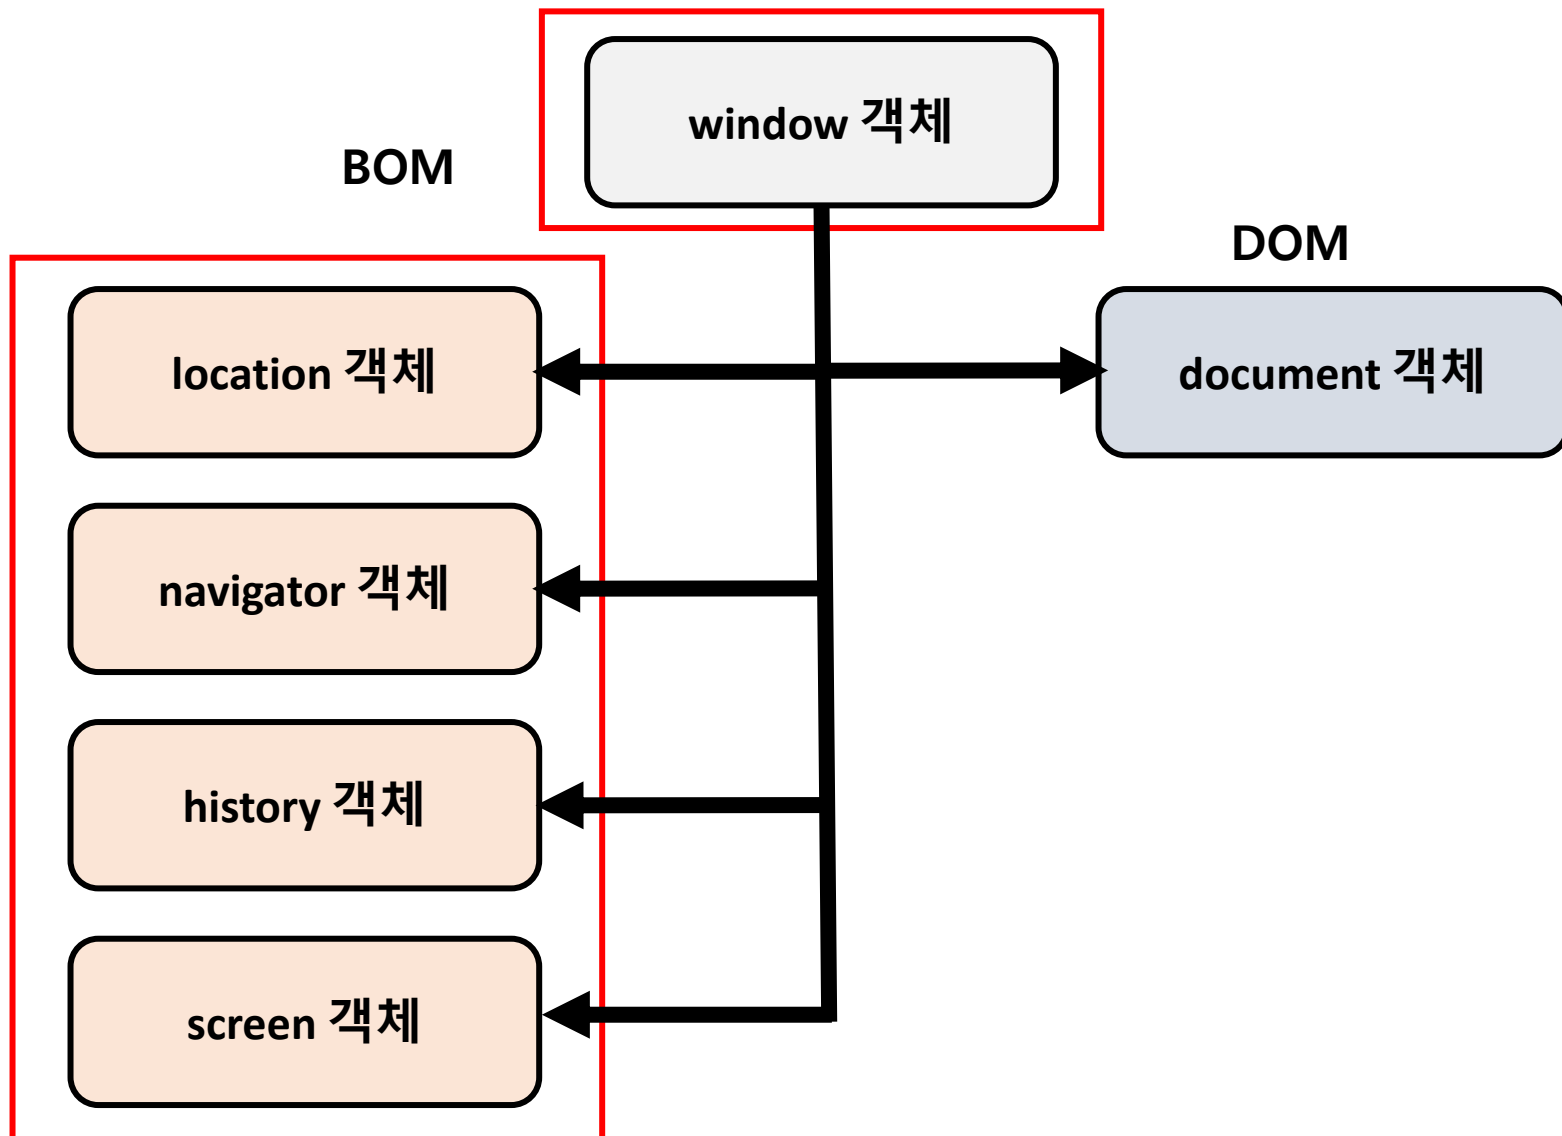 window 객체
BOM
DOM
location 객체
document 객체
navigator 객체
history 객체
screen 객체